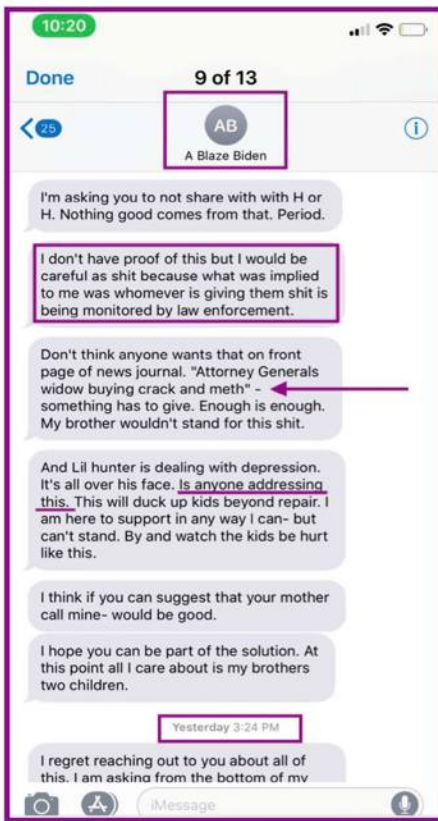 10:20
Done
9 of 13
25
AB
A Blaze Biden
I'm asking you to not share with with H or
H. Nothing good comes from that. Period.
I don't have proof of this but I would be
careful as shit because what was implied
to me was whomever is giving them shit is
being monitored by law enforcement.
Don't think anyone wants that on front
page of news journal. "Attorney Generals
widow buying crack and meth" -
something has to give. Enough is enough.
My brother wouldn't stand for this shit.
And Lil hunter is dealing with depression.
It's all over his face. Is anyone addressing
this. This will duck up kids beyond repair. I
am here to support in any way I can- but
can't stand. By and watch the kids be hurt
like this.
I think if you can suggest that your mother
call mine- would be good.
I hope you can be part of the solution. At
this point all I care about is my brothers
two children.
Yesterday 3:24 PM
I regret reaching out to you about all of
this. I am asking from the bottom of my
iMessage